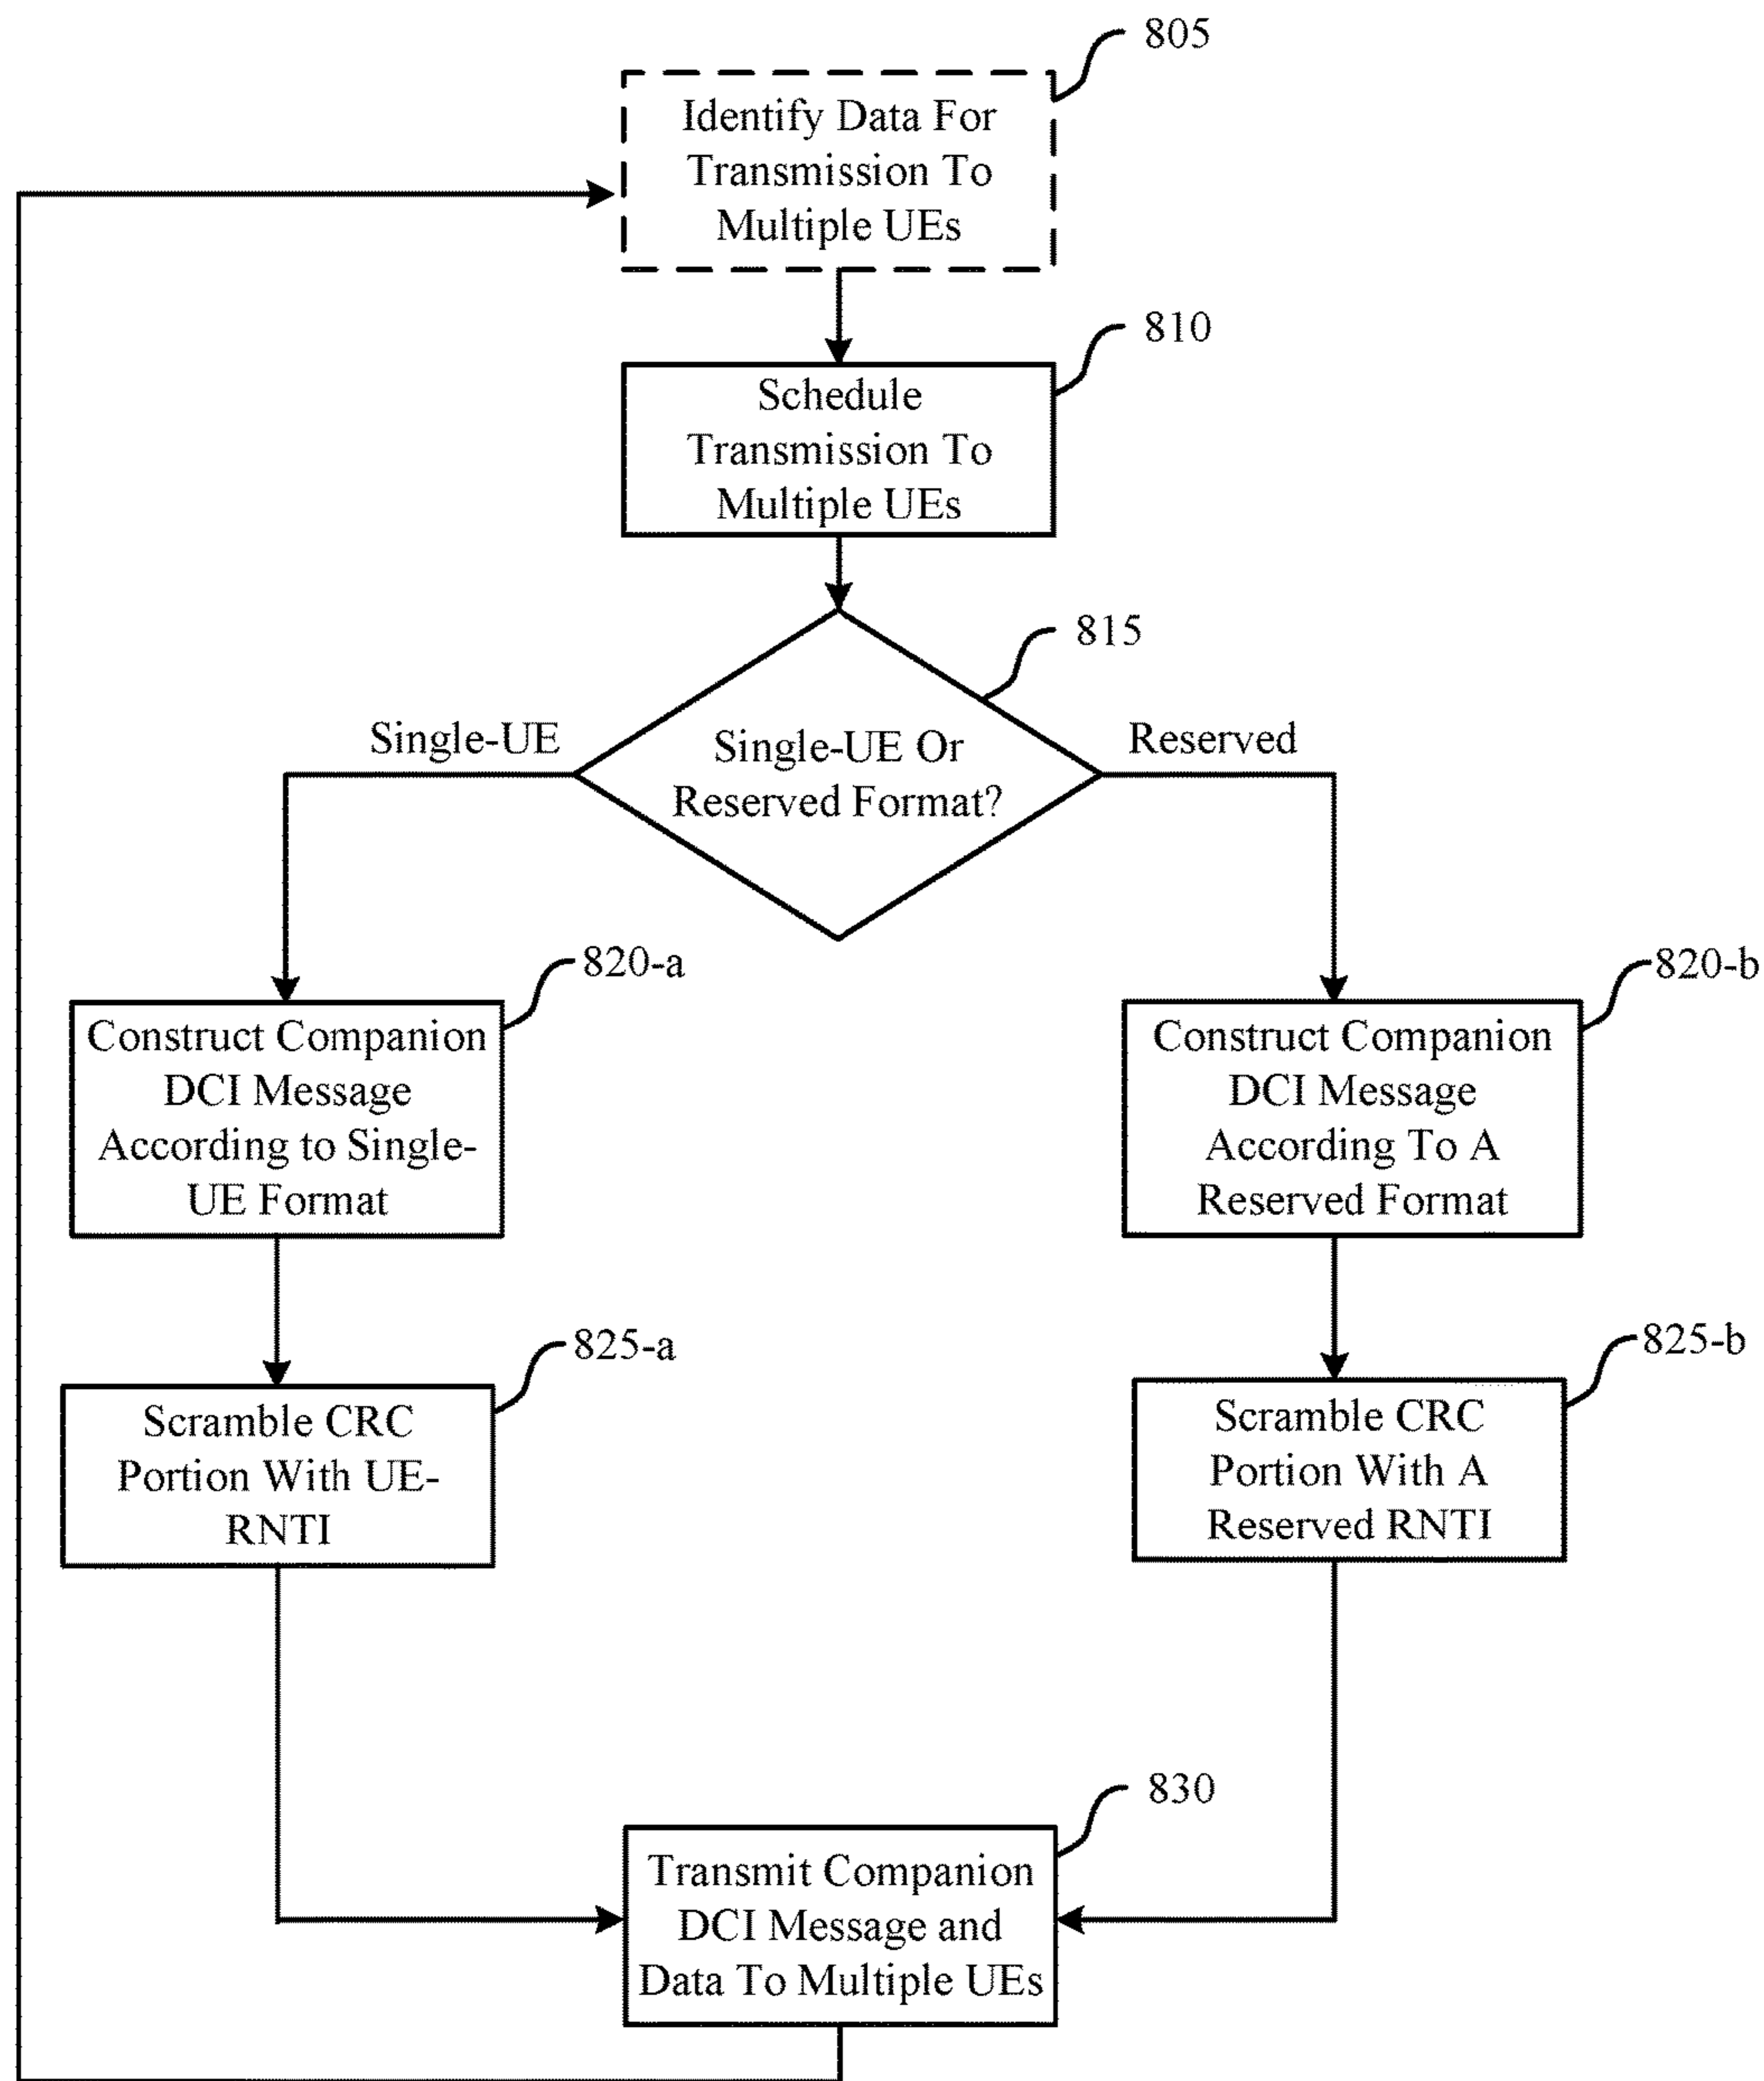 805
Identify Data For
Transmission To
Multiple UEs
810
Schedule
Transmission To
Multiple UEs
815
Single-UE
Single-UE Or
Reserved Format?
Reserved
820-a
Construct Companion
DCI Message
According to Single-
UE Format
820-b
Construct Companion
DCI Message
According To A
Reserved Format
825-a
Scramble CRC
Portion With UE-
RNTI
825-b
Scramble CRC
Portion With A
Reserved RNTI
830
Transmit Companion
DCI Message and
Data To Multiple UEs